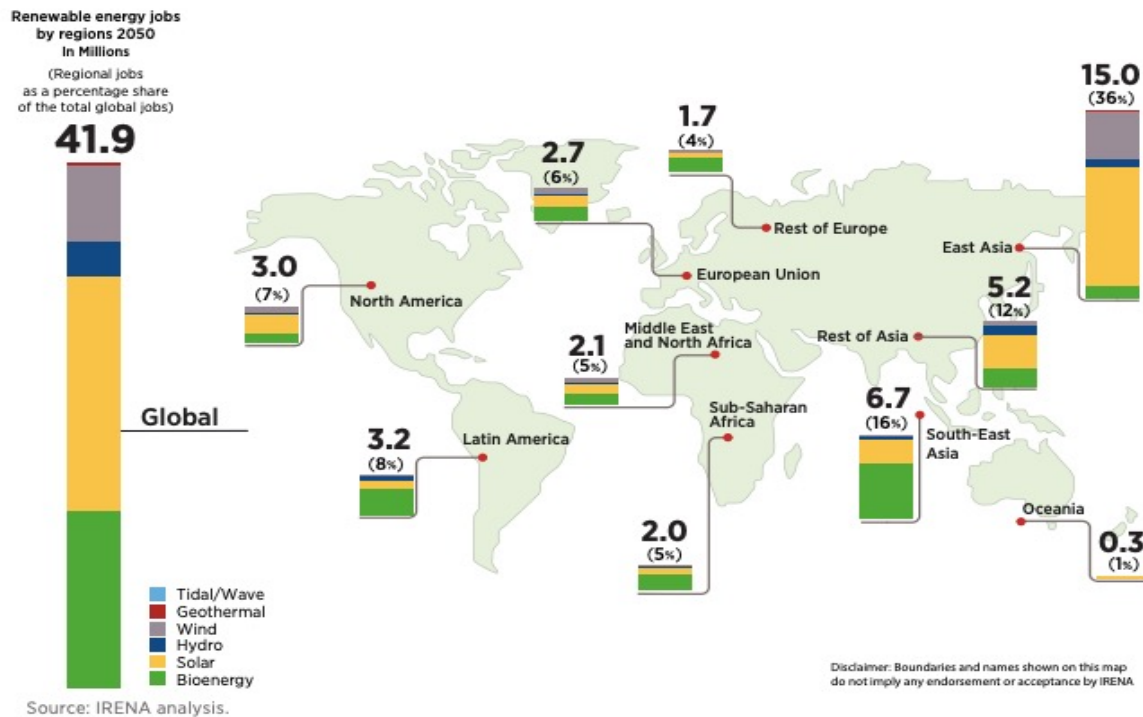 Renewable energy jobs
by regions 2050
In Millions
(Regional jobs
as a percentage share
of the total global jobs)
41.9
Global
Tidal/Wave
Geothermal
Wind
Hydro
Solar
Bioenergy
3.0
(7%)
North America
3.2
(8%)
Latin America
2.7
(6%)
European Union
1.7
(4%)
Rest of Europe
2.1
(5%)
Middle East
and North Africa
2.0
(5%)
Sub-Saharan
Africa
15.0
(36%)
East Asia
5.2
(12%)
Rest of Asia
6.7
(16%)
South-East
Asia
Oceania
0.3
(1%)
Disclaimer: Boundaries and names shown on this map
do not imply any endorsement or acceptance by IRENA
Source: IRENA analysis.